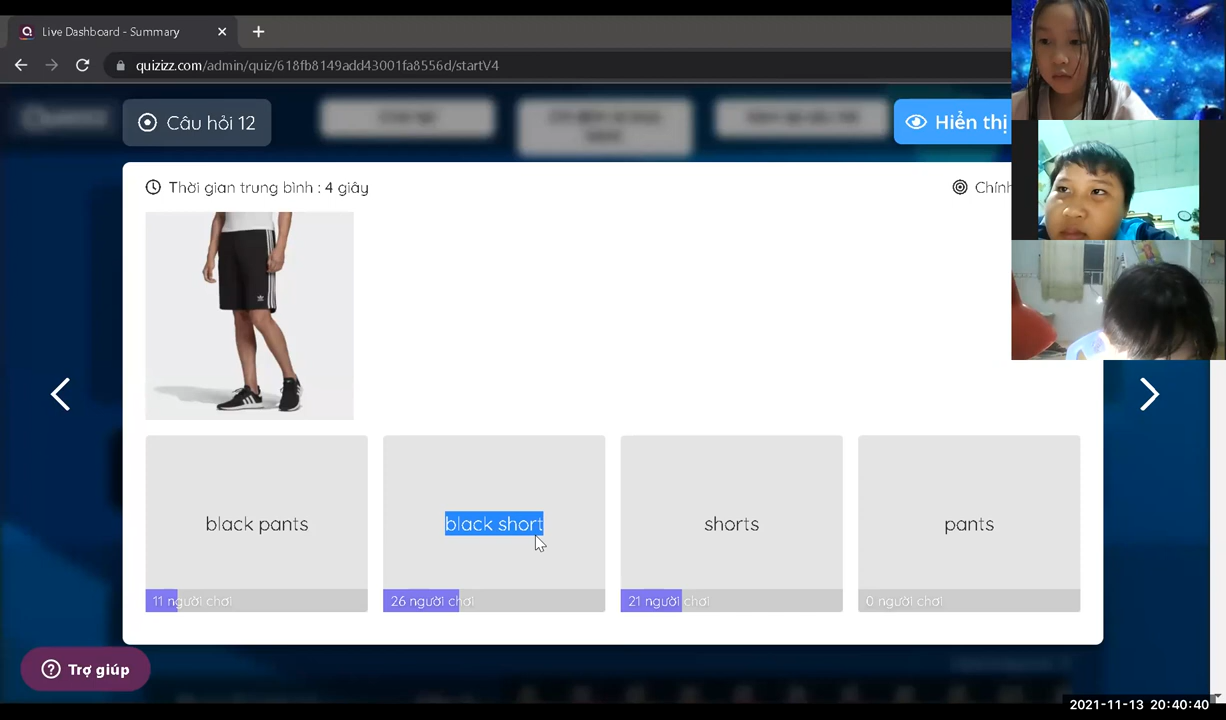 Live Dashboard - Summary
quizizz.com/admin/quiz/618fb8149add43001fa8556d/startV4
Câu hỏi 12
Hiển thị
Thời gian trung bình : 4 giây
Chính
black pants
black short
shorts
pants
11 người chơi
26 người chơi
21 người chơi
0 người chơi
Trợ giúp
2021-11-13 20:40:40